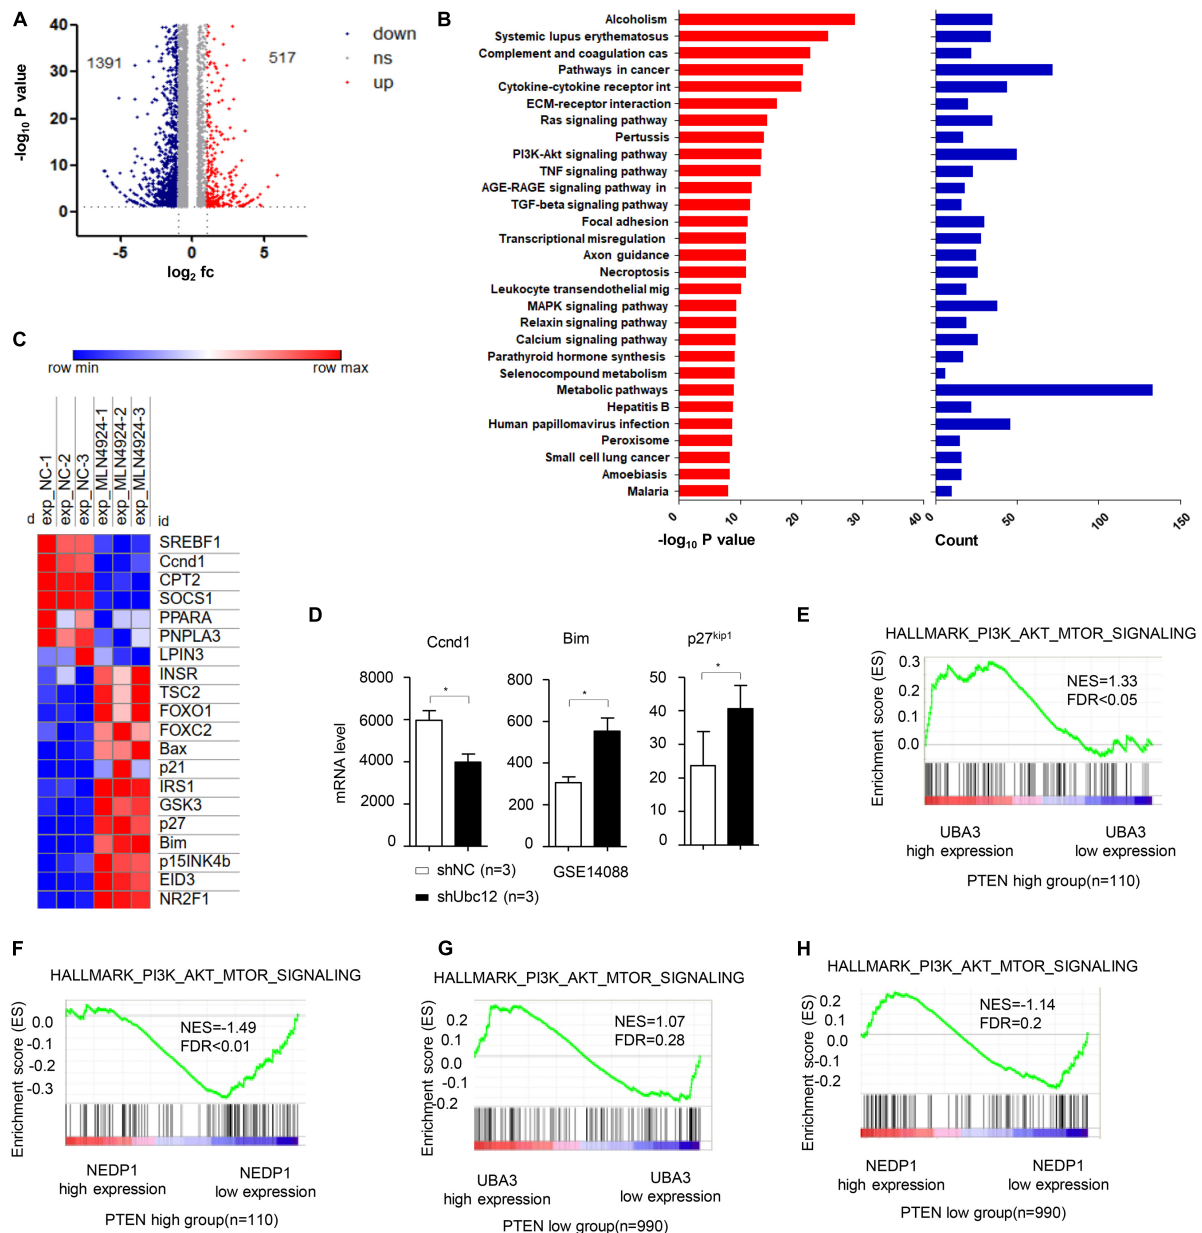 A
-log10 P value
40
30
20
10
0
1391
517
down
ns
up
-5
0
5
log2 fc
B
Alcoholism
Systemic lupus erythematosus
Complement and coagulation cas
Pathways in cancer
Cytokine-cytokine receptor int
ECM-receptor interaction
Ras signaling pathway
Pertussis
PI3K-Akt signaling pathway
TNF signaling pathway
AGE-RAGE signaling pathway in
TGF-beta signaling pathway
Focal adhesion
Transcriptional misregulation
Axon guidance
Necroptosis
Leukocyte transendothelial mig
MAPK signaling pathway
Relaxin signaling pathway
Calcium signaling pathway
Parathyroid hormone synthesis
Selenocompound metabolism
Metabolic pathways
Hepatitis B
Human papillomavirus infection
Peroxisome
Small cell lung cancer
Amoebiasis
Malaria
0 10 20 30 40
-log10 P value
0 50 100 150
Count
C
row min row max
exp_NC-1
exp_NC-2
exp_NC-3
exp_MLN4924-1
exp_MLN4924-2
exp_MLN4924-3
d id
SREBF1
Ccnd1
CPT2
SOCS1
PPARA
PNPLA3
LPIN3
INSR
TSC2
FOXO1
FOXC2
Bax
p21
IRS1
GSK3
p27
Bim
p15INK4b
EID3
NR2F1
D
mRNA level
Ccnd1
8000
6000
4000
2000
0
*
Bim
800
600
400
200
0
*
p27kip1
50
40
30
20
10
0
*
shNC (n=3)
shUbc12 (n=3)
GSE14088
E
HALLMARK_PI3K_AKT_MTOR_SIGNALING
Enrichment score (ES)
0.3
0.2
0.1
0.0
NES=1.33
FDR<0.05
UBA3
high expression
UBA3
low expression
PTEN high group(n=110)
F
HALLMARK_PI3K_AKT_MTOR_SIGNALING
Enrichment score (ES)
0.0
-0.1
-0.2
-0.3
NES=-1.49
FDR<0.01
NEDP1
high expression
NEDP1
low expression
PTEN high group(n=110)
G
HALLMARK_PI3K_AKT_MTOR_SIGNALING
Enrichment score (ES)
0.2
0.1
0.0
-0.1
-0.2
NES=1.07
FDR=0.28
UBA3
high expression
UBA3
low expression
PTEN low group(n=990)
H
HALLMARK_PI3K_AKT_MTOR_SIGNALING
Enrichment score (ES)
0.2
0.1
0.0
-0.1
-0.2
NES=-1.14
FDR=0.2
NEDP1
high expression
NEDP1
low expression
PTEN low group(n=990)